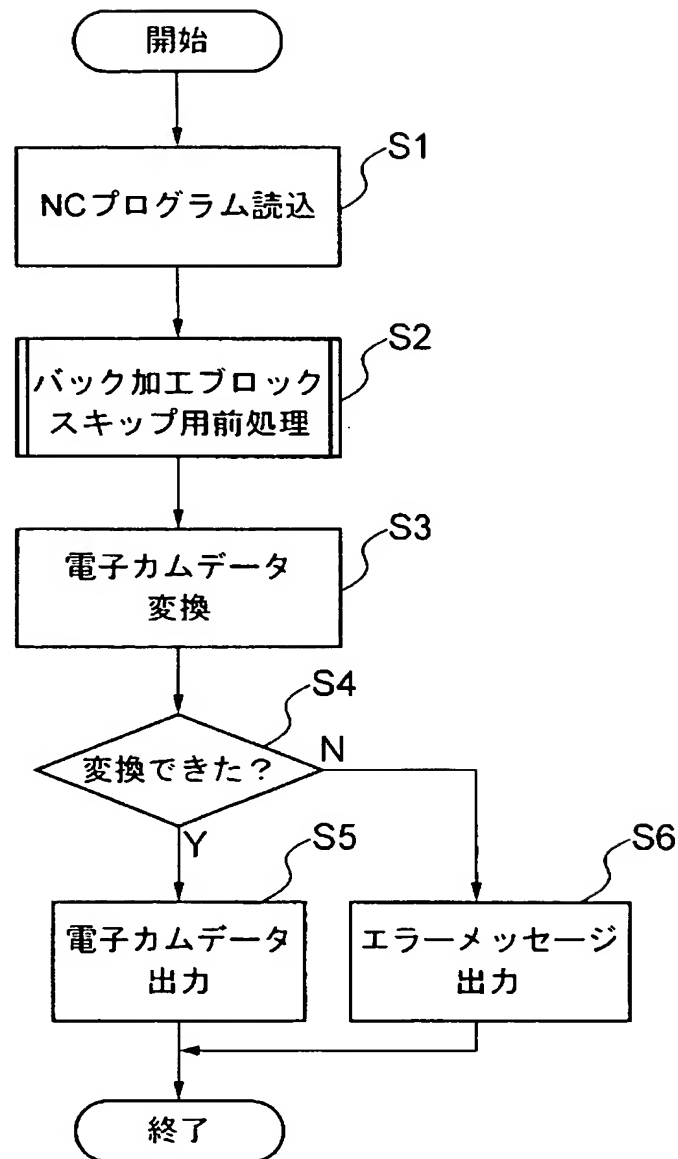 開始
S1
NCプログラム読込
S2
バック加工ブロック
スキップ用前処理
S3
電子カムデータ
変換
S4
変換できた？
N
Y
S5
電子カムデータ
出力
S6
エラーメッセージ
出力
終了